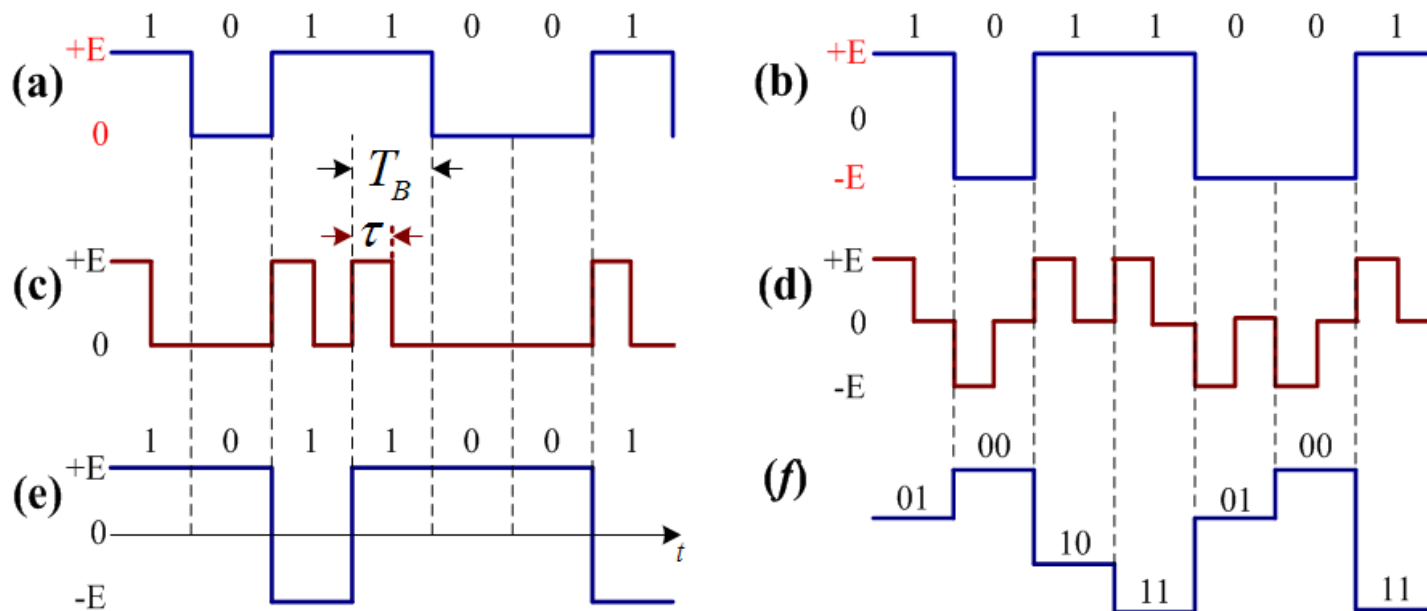 1 0 1 1 0 0 1
+E
(a)
0
T_B
τ
+E
(c)
0
1 0 1 1 0 0 1
+E
(e)
0
t
-E
1 0 1 1 0 0 1
+E
(b)
0
-E
+E
(d)
0
-E
00 00
(f)
01 01
10
11 11